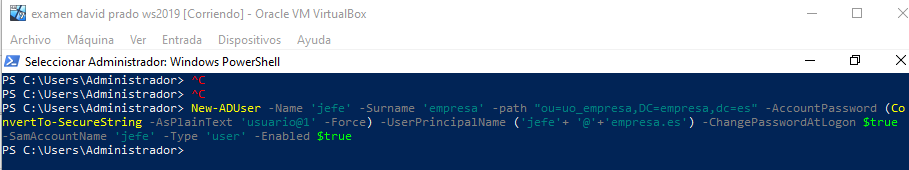 examen david prado ws2019 [Corriendo] - Oracle VM VirtualBox
Archivo Máquina Ver Entrada Dispositivos Ayuda
Seleccionar Administrador: Windows PowerShell
PS C:\Users\Administrador> ^C
PS C:\Users\Administrador> ^C
PS C:\Users\Administrador> New-ADUser -Name 'jefe' -Surname 'empresa' -path "ou=uo_empresa,DC=empresa,dc=es" -AccountPassword (Co
nvertTo-SecureString -AsPlainText 'usuario@1' -Force) -UserPrincipalName ('jefe'+ '@'+'empresa.es') -ChangePasswordAtLogon $true
-SamAccountName 'jefe' -Type 'user' -Enabled $true
PS C:\Users\Administrador>